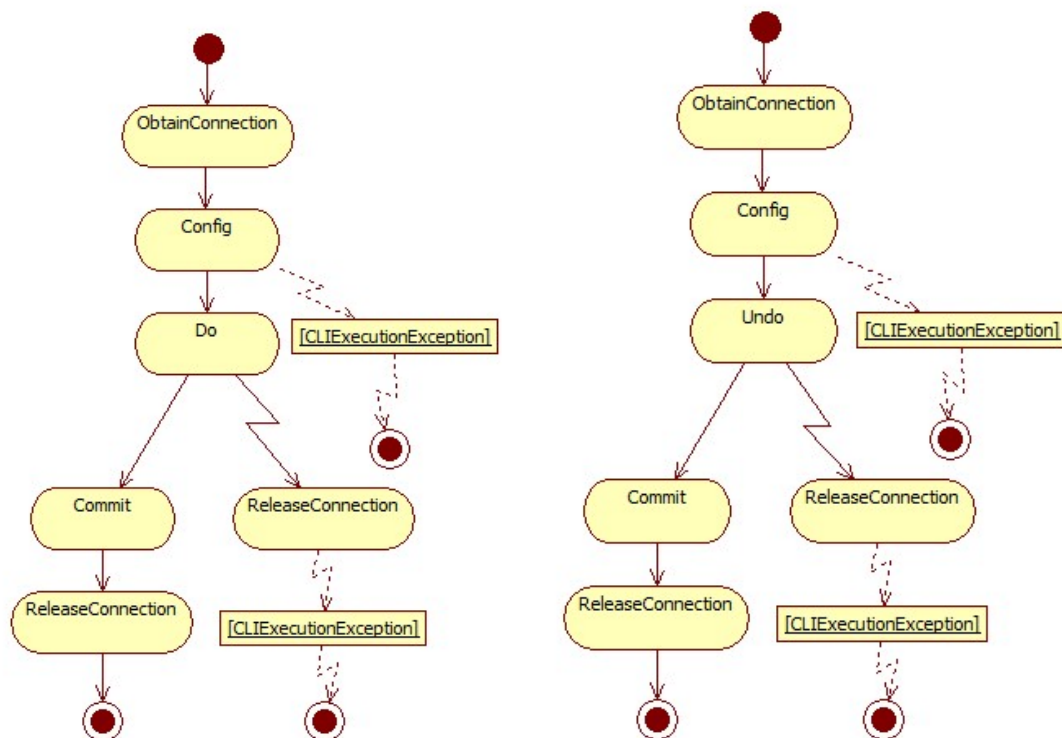 ObtainConnection
Config
Do
[CLIExecutionException]
Commit
ReleaseConnection
ReleaseConnection
[CLIExecutionException]
ObtainConnection
Config
Undo
[CLIExecutionException]
Commit
ReleaseConnection
ReleaseConnection
[CLIExecutionException]